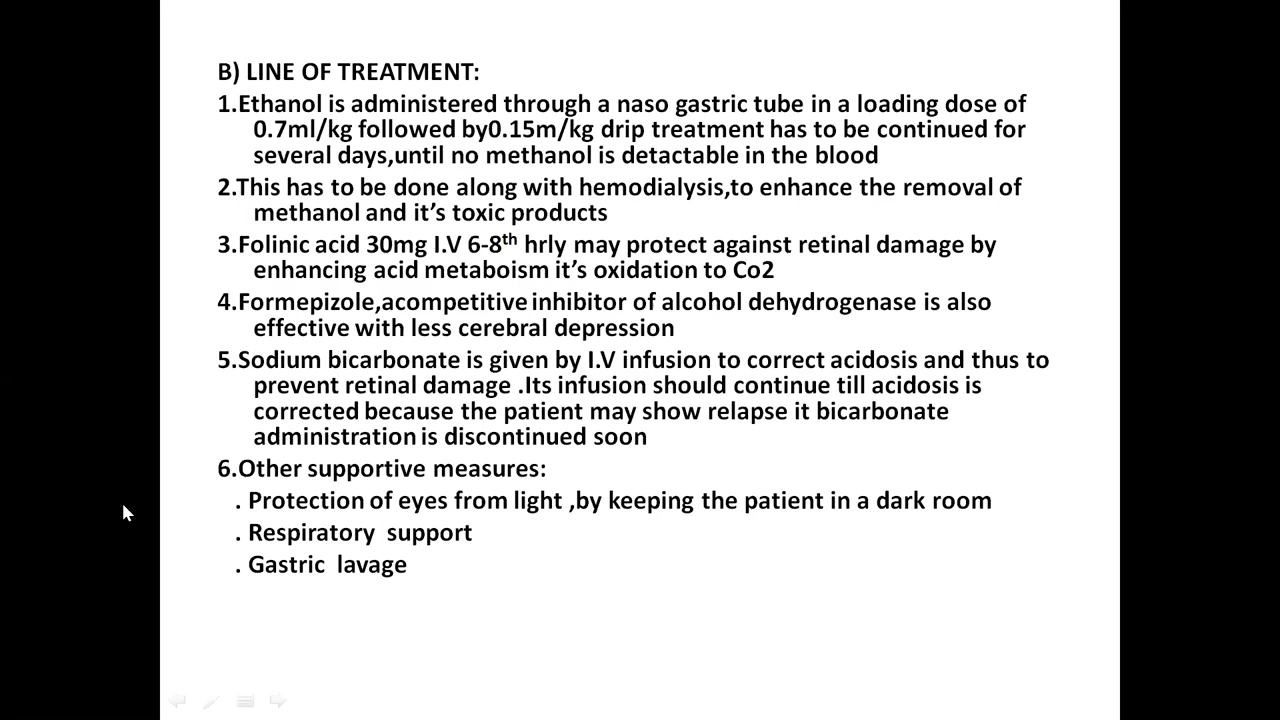 B) LINE OF TREATMENT:
1.Ethanol is administered through a naso gastric tube in a loading dose of
0.7ml/kg followed by0.15m/kg drip treatment has to be continued for
several days,until no methanol is detactable in the blood
2.This has to be done along with hemodialysis,to enhance the removal of
methanol and it’s toxic products
3.Folinic acid 30mg I.V 6-8th hrly may protect against retinal damage by
enhancing acid metaboism it’s oxidation to Co2
4.Formepizole,acompetitive inhibitor of alcohol dehydrogenase is also
effective with less cerebral depression
5.Sodium bicarbonate is given by I.V infusion to correct acidosis and thus to
prevent retinal damage .Its infusion should continue till acidosis is
corrected because the patient may show relapse it bicarbonate
administration is discontinued soon
6.Other supportive measures:
. Protection of eyes from light ,by keeping the patient in a dark room
. Respiratory support
. Gastric lavage